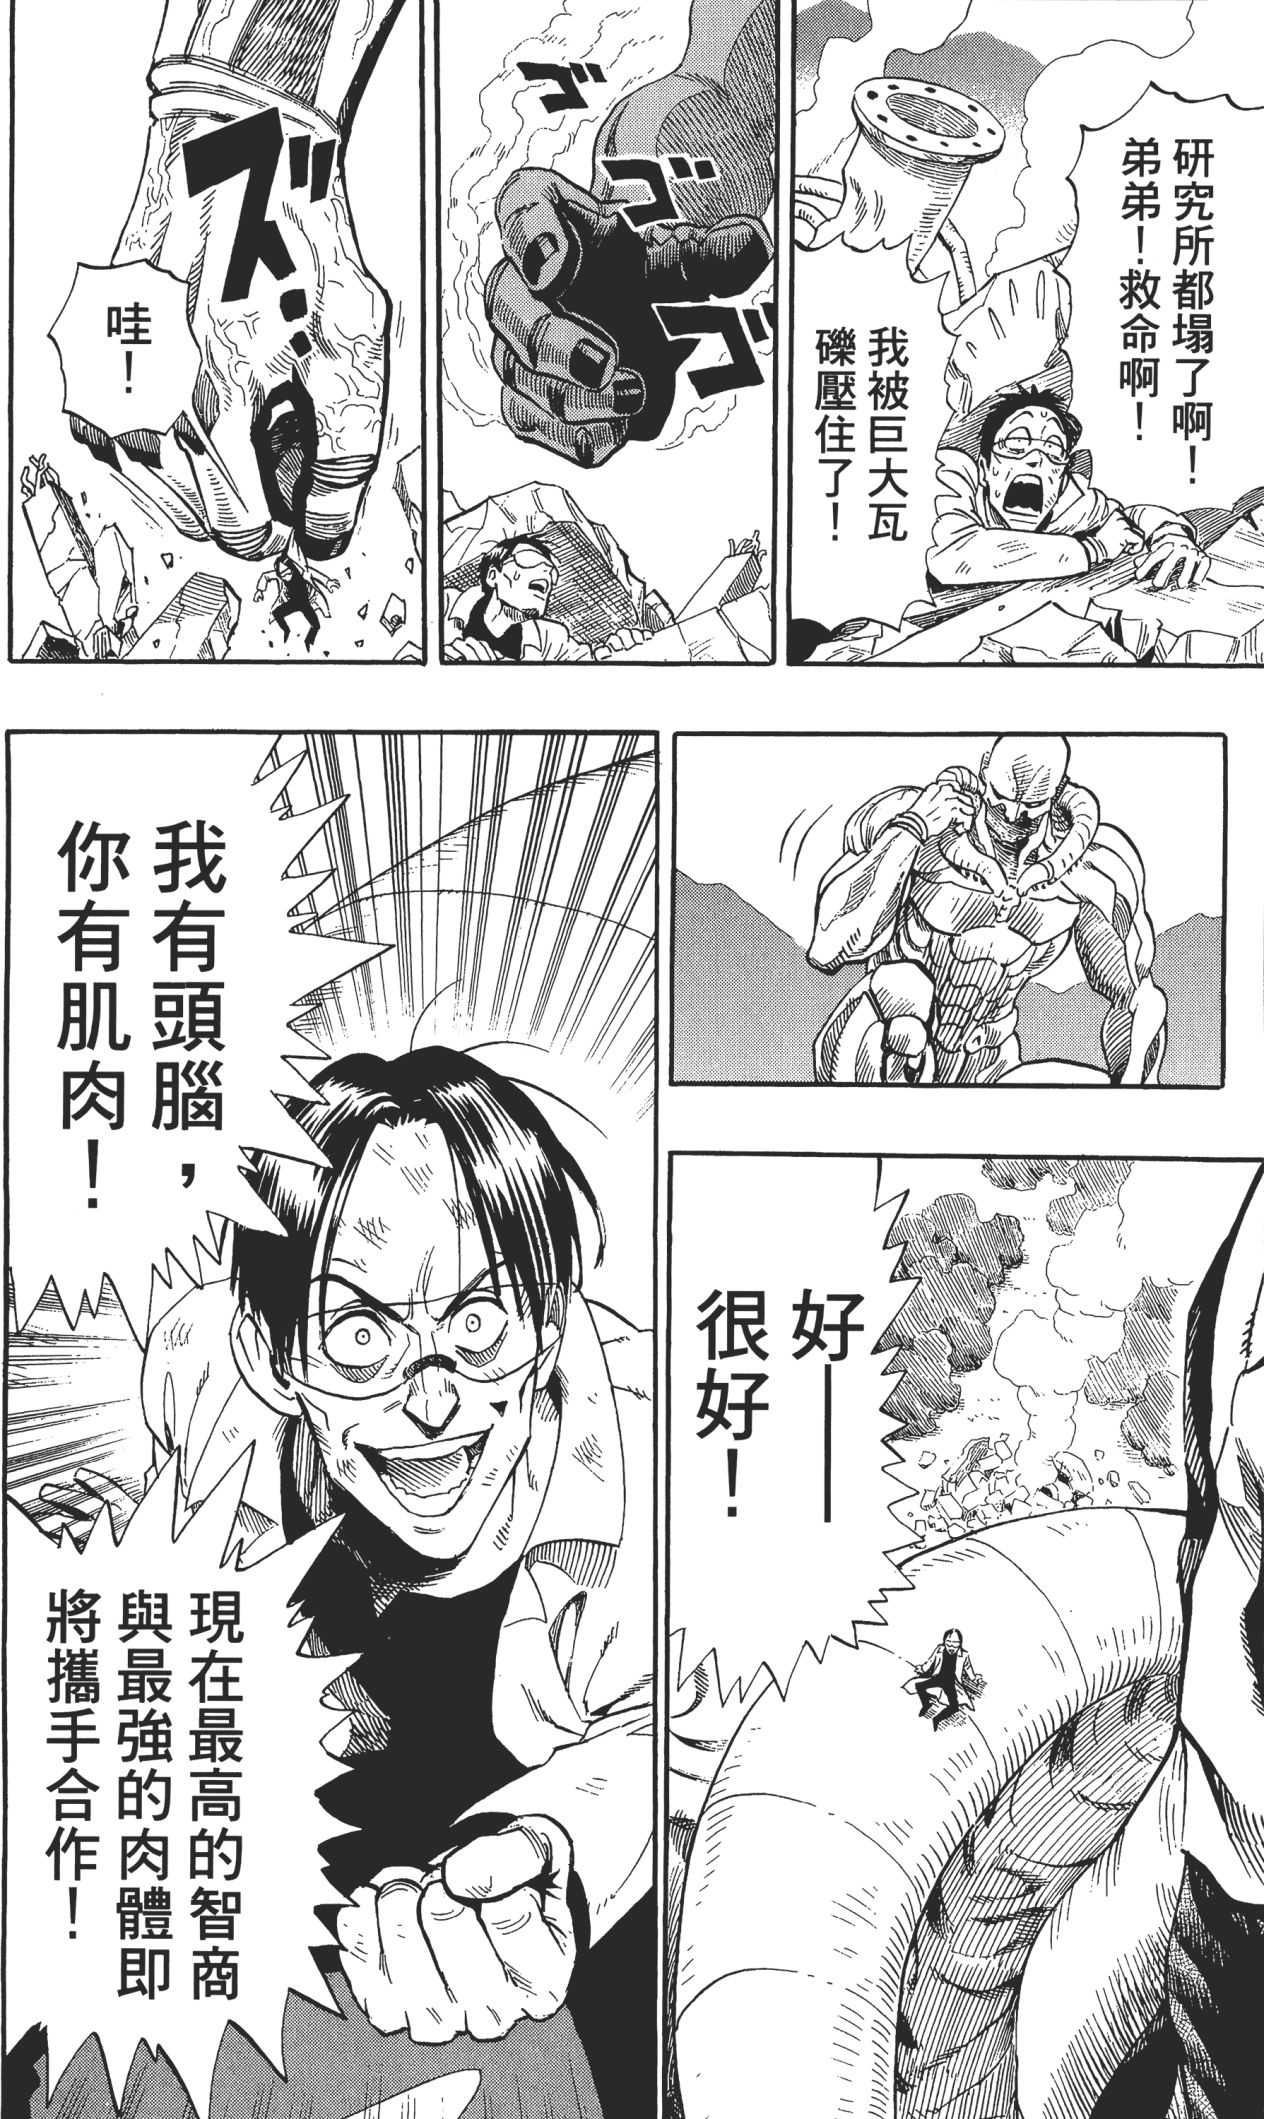 研究所都塌了啊！
弟弟！救命啊！
我被巨大瓦
礫壓住了！
ゴ
ゴ
ゴ
ズ…
哇！
好——
很好！
我有頭腦，
你有肌肉！
現在最高的智商
與最強的肉體即
將攜手合作！